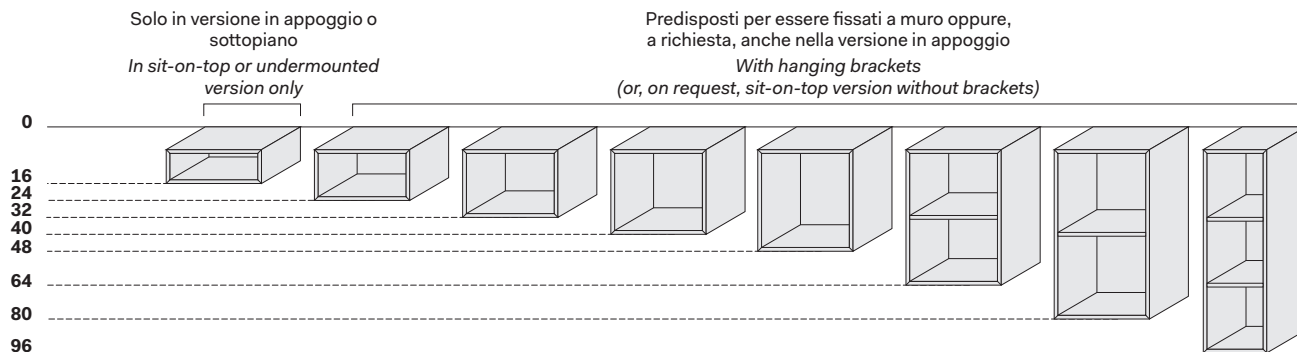 Solo in versione in appoggio o
sottopiano
In sit-on-top or undermounted
version only
Predisposti per essere fissati a muro oppure,
a richiesta, anche nella versione in appoggio
With hanging brackets
(or, on request, sit-on-top version without brackets)
0
16
24
32
40
48
64
80
96